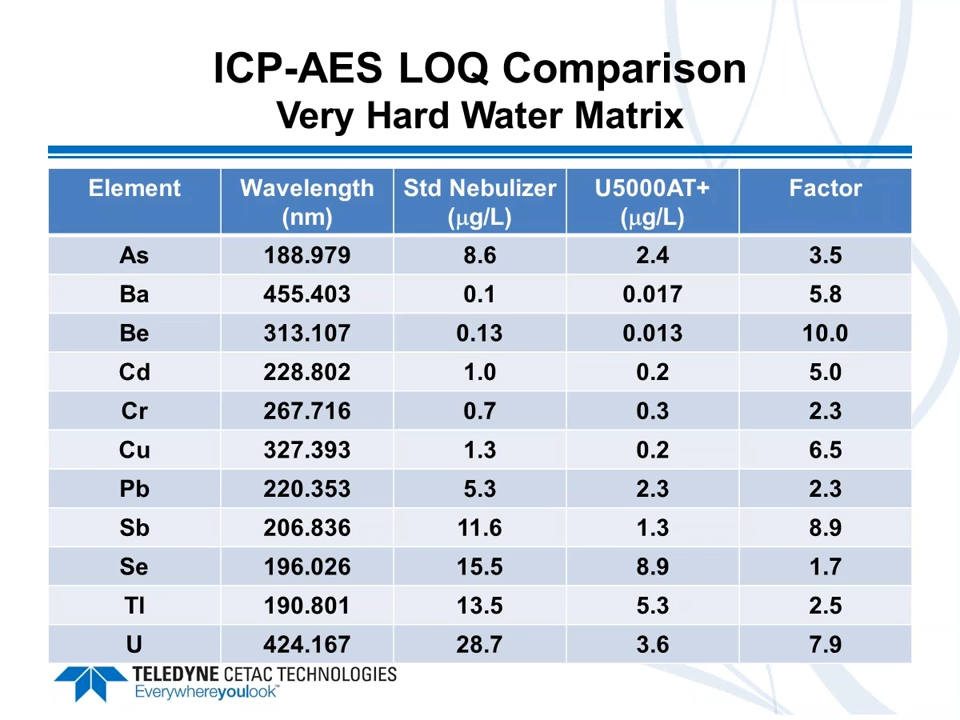 ICP-AES LOQ Comparison
Very Hard Water Matrix
Element Wavelength (nm) Std Nebulizer (μg/L) U5000AT+ (μg/L) Factor
As 188.979 8.6 2.4 3.5
Ba 455.403 0.1 0.017 5.8
Be 313.107 0.13 0.013 10.0
Cd 228.802 1.0 0.2 5.0
Cr 267.716 0.7 0.3 2.3
Cu 327.393 1.3 0.2 6.5
Pb 220.353 5.3 2.3 2.3
Sb 206.836 11.6 1.3 8.9
Se 196.026 15.5 8.9 1.7
Tl 190.801 13.5 5.3 2.5
U 424.167 28.7 3.6 7.9
TELEDYNE CETAC TECHNOLOGIES
Everywhereyoulook™